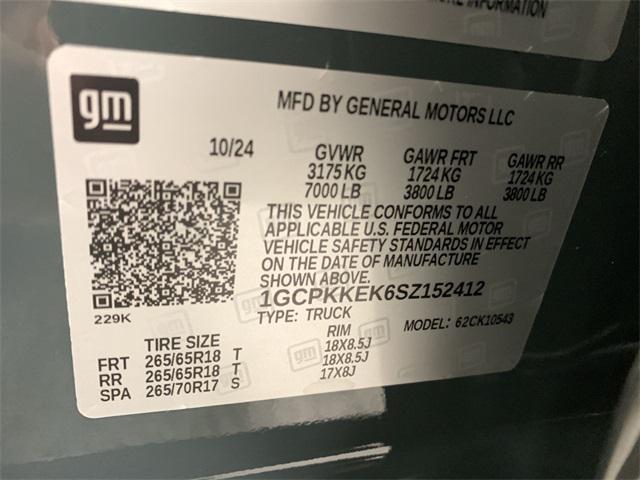 INFORMATION
gm
MFD BY GENERAL MOTORS LLC
10/24
GVWR GAWR FRT GAWR RR
3175 KG 1724 KG 1724 KG
7000 LB 3800 LB 3800 LB
THIS VEHICLE CONFORMS TO ALL
APPLICABLE U.S. FEDERAL MOTOR
VEHICLE SAFETY STANDARDS IN EFFECT
ON THE DATE OF MANUFACTURE
SHOWN ABOVE.
1GCPKKEK6SZ152412
229K
TYPE: TRUCK MODEL: 62CK10543
TIRE SIZE RIM
FRT 265/65R18 T 18X8.5J
RR 265/65R18 T 18X8.5J
SPA 265/70R17 S 17X8J